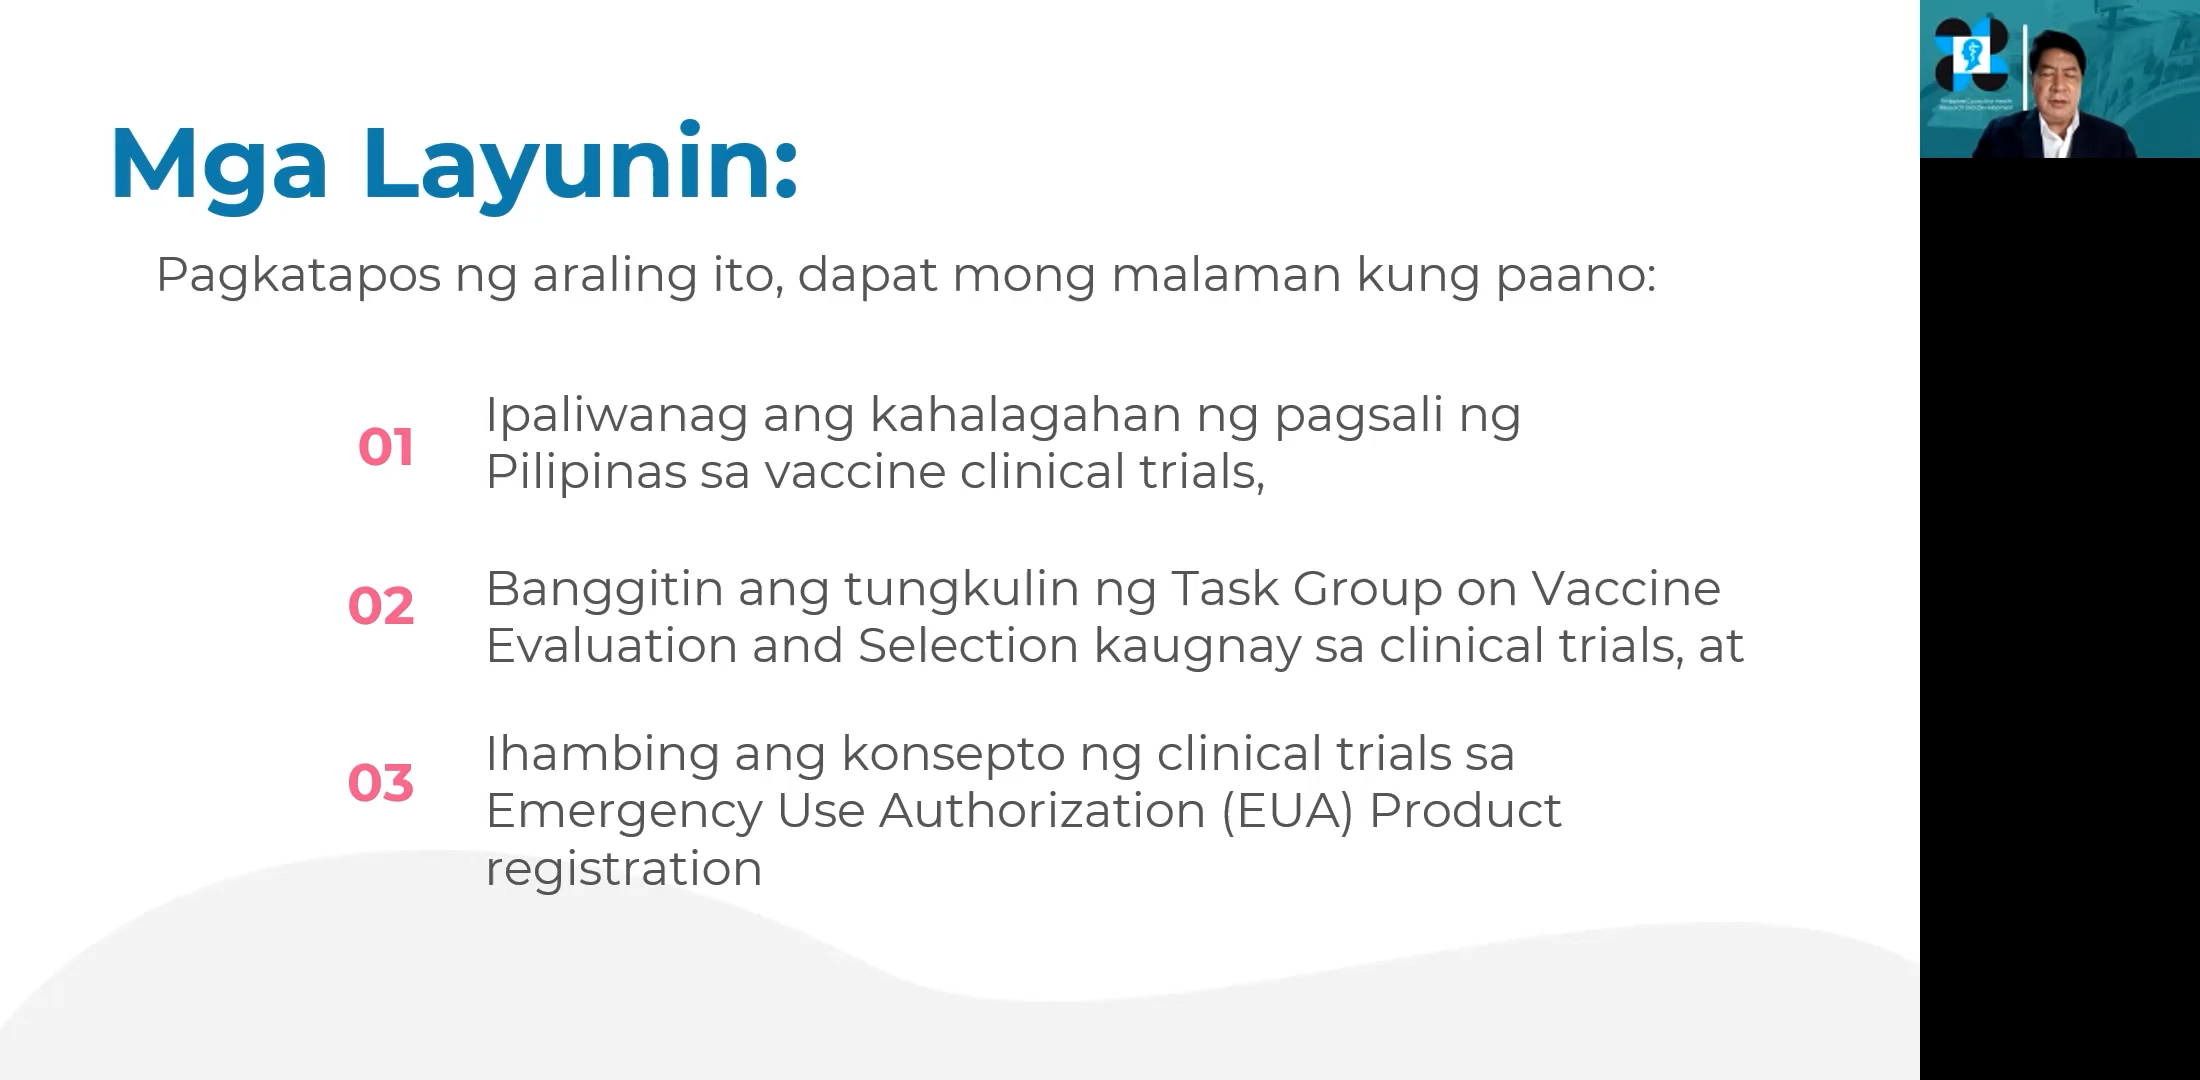 Mga Layunin:
Pagkatapos ng araling ito, dapat mong malaman kung paano:
01
Ipaliwanag ang kahalagahan ng pagsali ng
Pilipinas sa vaccine clinical trials,
02
Banggitin ang tungkulin ng Task Group on Vaccine
Evaluation and Selection kaugnay sa clinical trials, at
03
Ihambing ang konsepto ng clinical trials sa
Emergency Use Authorization (EUA) Product
registration